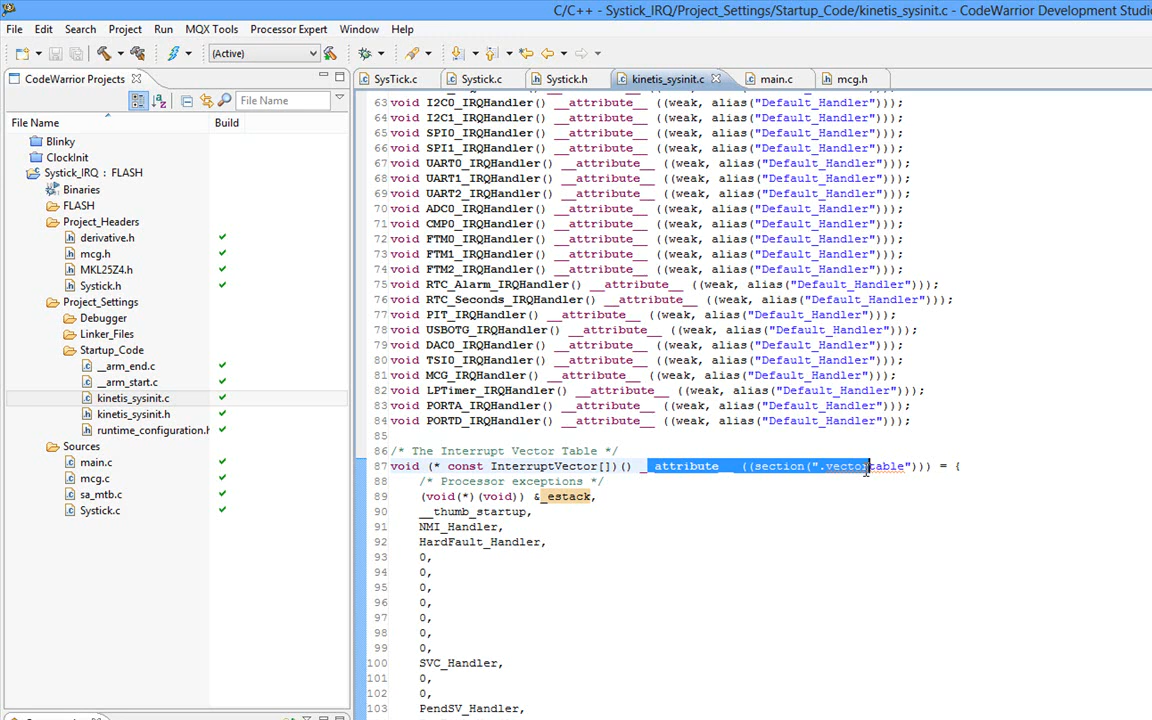 C/C++ - Systick_IRQ/Project_Settings/Startup_Code/kinetis_sysinit.c - CodeWarrior Development Studio
File Edit Search Project Run MQX Tools Processor Expert Window Help
(Active)
CodeWarrior Projects
SysTick.c Systick.c Systick.h kinetis_sysinit.c main.c mcg.h
File Name
File Name Build
Blinky
ClockInit
Systick_IRQ : FLASH
Binaries
FLASH
Project_Headers
derivative.h
mcg.h
MKL25Z4.h
Systick.h
Project_Settings
Debugger
Linker_Files
Startup_Code
__arm_end.c
__arm_start.c
kinetis_sysinit.c
kinetis_sysinit.h
runtime_configuration.h
Sources
main.c
mcg.c
sa_mtb.c
Systick.c
63 void I2C0_IRQHandler() __attribute__ ((weak, alias("Default_Handler")));
64 void I2C1_IRQHandler() __attribute__ ((weak, alias("Default_Handler")));
65 void SPI0_IRQHandler() __attribute__ ((weak, alias("Default_Handler")));
66 void SPI1_IRQHandler() __attribute__ ((weak, alias("Default_Handler")));
67 void UART0_IRQHandler() __attribute__ ((weak, alias("Default_Handler")));
68 void UART1_IRQHandler() __attribute__ ((weak, alias("Default_Handler")));
69 void UART2_IRQHandler() __attribute__ ((weak, alias("Default_Handler")));
70 void ADC0_IRQHandler() __attribute__ ((weak, alias("Default_Handler")));
71 void CMP0_IRQHandler() __attribute__ ((weak, alias("Default_Handler")));
72 void FTM0_IRQHandler() __attribute__ ((weak, alias("Default_Handler")));
73 void FTM1_IRQHandler() __attribute__ ((weak, alias("Default_Handler")));
74 void FTM2_IRQHandler() __attribute__ ((weak, alias("Default_Handler")));
75 void RTC_Alarm_IRQHandler() __attribute__ ((weak, alias("Default_Handler")));
76 void RTC_Seconds_IRQHandler() __attribute__ ((weak, alias("Default_Handler")));
77 void PIT_IRQHandler() __attribute__ ((weak, alias("Default_Handler")));
78 void USBOTG_IRQHandler() __attribute__ ((weak, alias("Default_Handler")));
79 void DAC0_IRQHandler() __attribute__ ((weak, alias("Default_Handler")));
80 void TSI0_IRQHandler() __attribute__ ((weak, alias("Default_Handler")));
81 void MCG_IRQHandler() __attribute__ ((weak, alias("Default_Handler")));
82 void LPTimer_IRQHandler() __attribute__ ((weak, alias("Default_Handler")));
83 void PORTA_IRQHandler() __attribute__ ((weak, alias("Default_Handler")));
84 void PORTD_IRQHandler() __attribute__ ((weak, alias("Default_Handler")));
85
86 /* The Interrupt Vector Table */
87 void (* const InterruptVector[])() __attribute__ ((section(".vectortable"))) = {
88 /* Processor exceptions */
89 (void(*)(void)) &_estack,
90 __thumb_startup,
91 NMI_Handler,
92 HardFault_Handler,
93 0,
94 0,
95 0,
96 0,
97 0,
98 0,
99 0,
100 SVC_Handler,
101 0,
102 0,
103 PendSV_Handler,